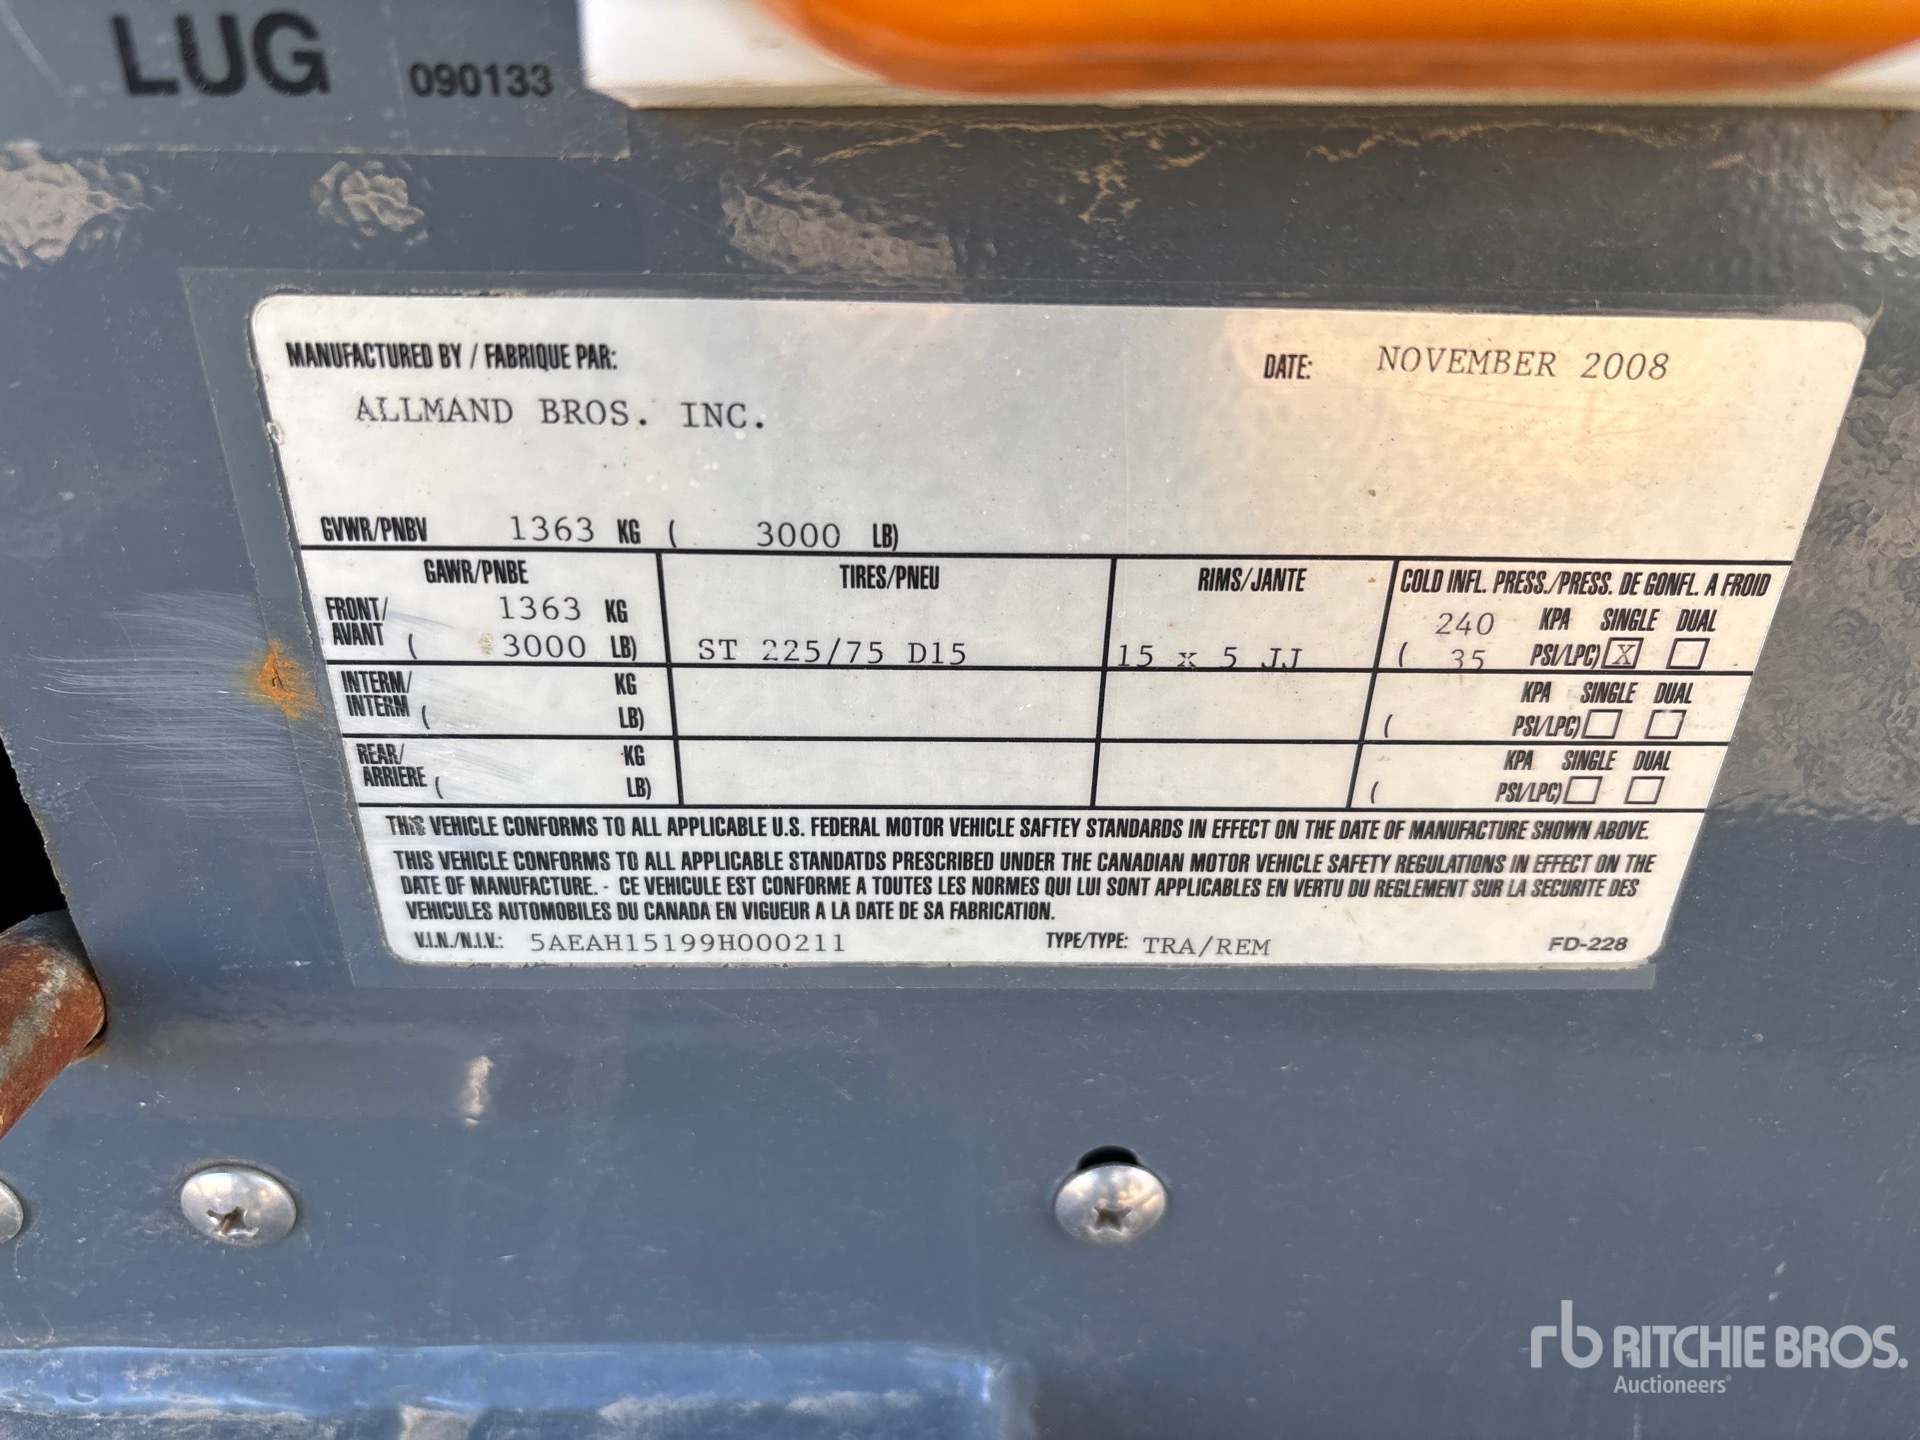 LUG 090133
MANUFACTURED BY / FABRIQUE PAR:
DATE: NOVEMBER 2008
ALLMAND BROS. INC.
GVWR/PNBV 1363 KG ( 3000 LB)
GAWR/PNBE TIRES/PNEU RIMS/JANTE COLD INFL. PRESS./PRESS. DE GONFL. A FROID
FRONT/ 1363 KG 240 KPA SINGLE DUAL
AVANT ( 3000 LB) ST 225/75 D15 15 x 5 JJ ( 35 PSI/LPC) X
INTERM/ KG KPA SINGLE DUAL
INTERM ( LB) ( PSI/LPC)
REAR/ KG KPA SINGLE DUAL
ARRIERE ( LB) ( PSI/LPC)
THIS VEHICLE CONFORMS TO ALL APPLICABLE U.S. FEDERAL MOTOR VEHICLE SAFTEY STANDARDS IN EFFECT ON THE DATE OF MANUFACTURE SHOWN ABOVE.
THIS VEHICLE CONFORMS TO ALL APPLICABLE STANDATDS PRESCRIBED UNDER THE CANADIAN MOTOR VEHICLE SAFETY REGULATIONS IN EFFECT ON THE
DATE OF MANUFACTURE. - CE VEHICULE EST CONFORME A TOUTES LES NORMES QUI LUI SONT APPLICABLES EN VERTU DU REGLEMENT SUR LA SECURITE DES
VEHICULES AUTOMOBILES DU CANADA EN VIGUEUR A LA DATE DE SA FABRICATION.
V.I.N./N.I.V.: 5AEAH15199H000211 TYPE/TYPE: TRA/REM FD-228
rb RITCHIE BROS.
Auctioneers